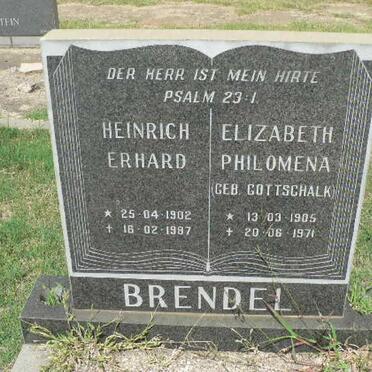 DER HERR IST MEIN HIRTE
PSALM 23:1
HEINRICH
ERHARD
★ 25-04-1902
✝ 16-02-1987
ELIZABETH
PHILOMENA
(GEB. GOTTSCHALK)
★ 13-03-1905
✝ 20-06-1971
BRENDEL